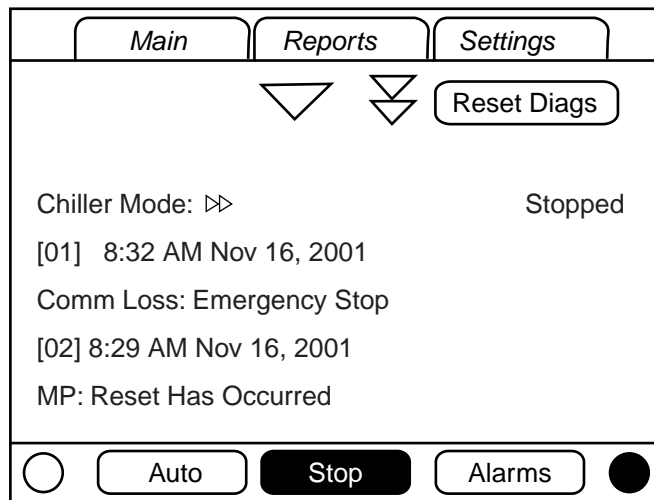 Main Reports Settings
Reset Diags
Chiller Mode: Stopped
[01] 8:32 AM Nov 16, 2001
Comm Loss: Emergency Stop
[02] 8:29 AM Nov 16, 2001
MP: Reset Has Occurred
Auto Stop Alarms